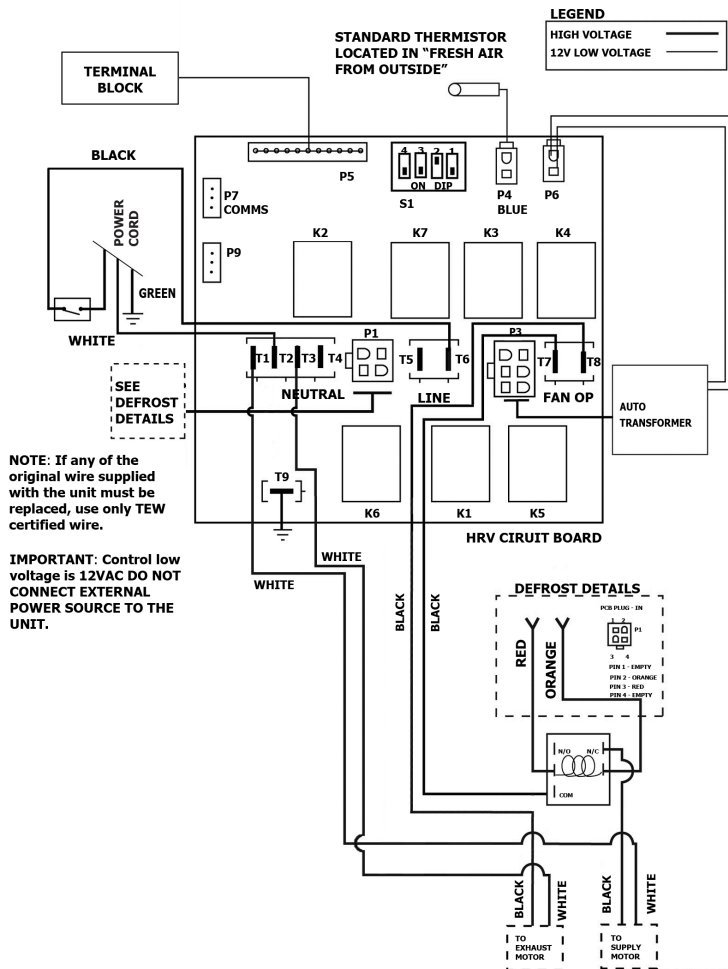 LEGEND
HIGH VOLTAGE
12V LOW VOLTAGE
STANDARD THERMISTOR
LOCATED IN “FRESH AIR
FROM OUTSIDE”
TERMINAL
BLOCK
BLACK
POWER
CORD
GREEN
WHITE
P5
4 3 2 1
ON DIP
S1
P4
BLUE
P6
P7
COMMS
P9
K2
K7
K3
K4
T1
T2
T3
T4
NEUTRAL
P1
T5
T6
LINE
P3
T7
T8
FAN OP
SEE
DEFROST
DETAILS
AUTO
TRANSFORMER
K6
K1
K5
T9
HRV CIRUIT BOARD
NOTE: If any of the
original wire supplied
with the unit must be
replaced, use only TEW
certified wire.
IMPORTANT: Control low
voltage is 12VAC DO NOT
CONNECT EXTERNAL
POWER SOURCE TO THE
UNIT.
WHITE
WHITE
BLACK
BLACK
DEFROST DETAILS
RED
ORANGE
PCB PLUG - IN
1 2
P1
3 4
PIN 1 - EMPTY
PIN 2 - ORANGE
PIN 3 - RED
PIN 4 - EMPTY
N/O
N/C
COM
BLACK
WHITE
BLACK
WHITE
TO
EXHAUST
MOTOR
TO
SUPPLY
MOTOR